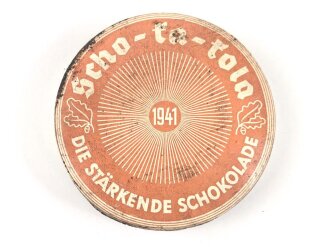 Scho-ka-kola
1941
DIE STÄRKENDE SCHOKOLADE